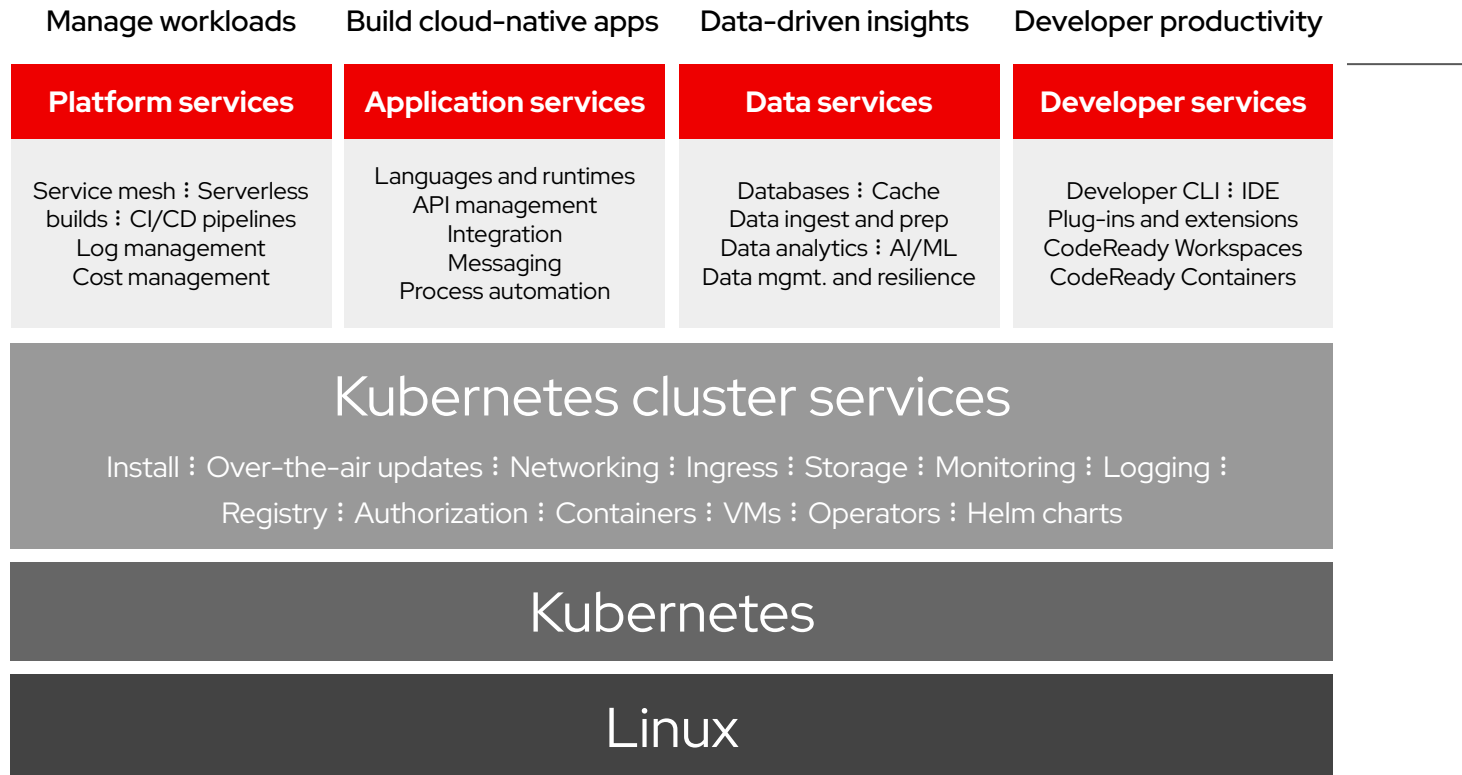 Manage workloads
Build cloud-native apps
Data-driven insights
Developer productivity
Platform services
Service mesh ⋮ Serverless
builds ⋮ CI/CD pipelines
Log management
Cost management
Application services
Languages and runtimes
API management
Integration
Messaging
Process automation
Data services
Databases ⋮ Cache
Data ingest and prep
Data analytics ⋮ AI/ML
Data mgmt. and resilience
Developer services
Developer CLI ⋮ IDE
Plug-ins and extensions
CodeReady Workspaces
CodeReady Containers
Kubernetes cluster services
Install ⋮ Over-the-air updates ⋮ Networking ⋮ Ingress ⋮ Storage ⋮ Monitoring ⋮ Logging ⋮
Registry ⋮ Authorization ⋮ Containers ⋮ VMs ⋮ Operators ⋮ Helm charts
Kubernetes
Linux